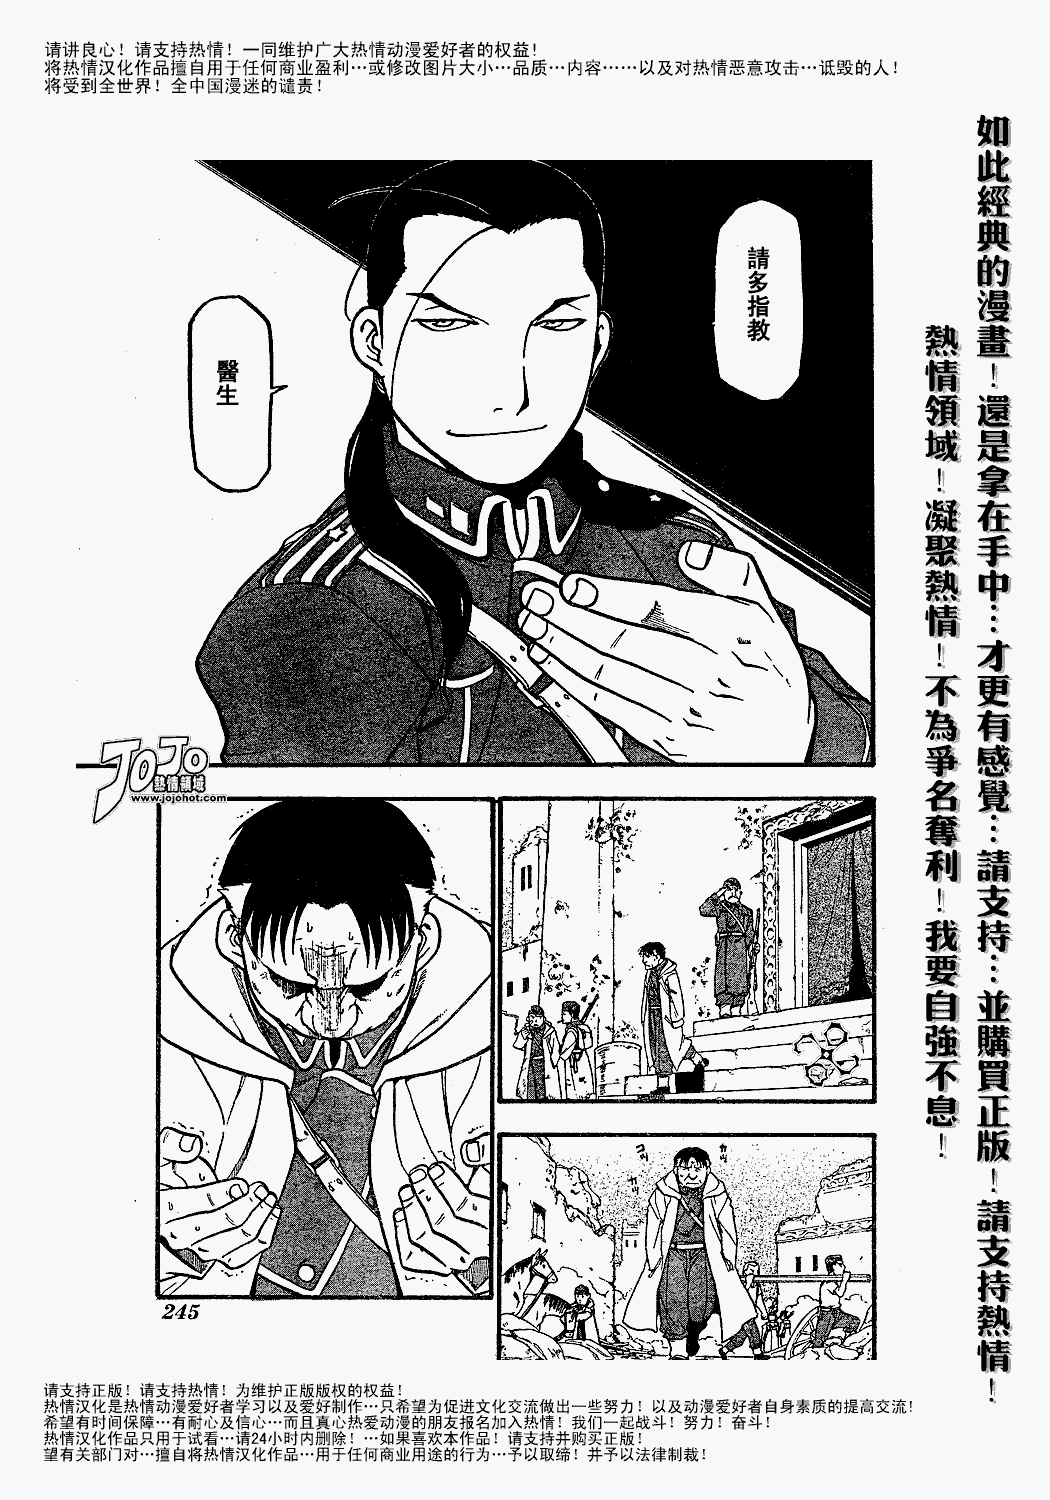 请讲良心！请支持热情！一同维护广大热情动漫爱好者的权益！
将热情汉化作品擅自用于任何商业盈利…或修改图片大小…品质…内容……以及对热情恶意攻击…诋毁的人！
将受到全世界！全中国漫迷的谴责！
如此經典的漫畫！還是拿在手中…才更有感覺…請支持…並購買正版！請支持熱情！
熱情領域！凝聚熱情！不為爭名奪利！我要自強不息！
請多指教
醫生
JOJO
熱情領域
www.jojohot.com
コツ
カツ
245
请支持正版！请支持热情！为维护正版版权的权益！
热情汉化是热情动漫爱好者学习以及爱好制作…只希望为促进文化交流做出一些努力！以及动漫爱好者自身素质的提高交流！
希望有时间保障…有耐心及信心…而且真心热爱动漫的朋友报名加入热情！我们一起战斗！努力！奋斗！
热情汉化作品只用于试看…请24小时内删除！…如果喜欢本作品！请支持并购买正版！
望有关部门对…擅自将热情汉化作品…用于任何商业用途的行为…予以取缔！并予以法律制裁！